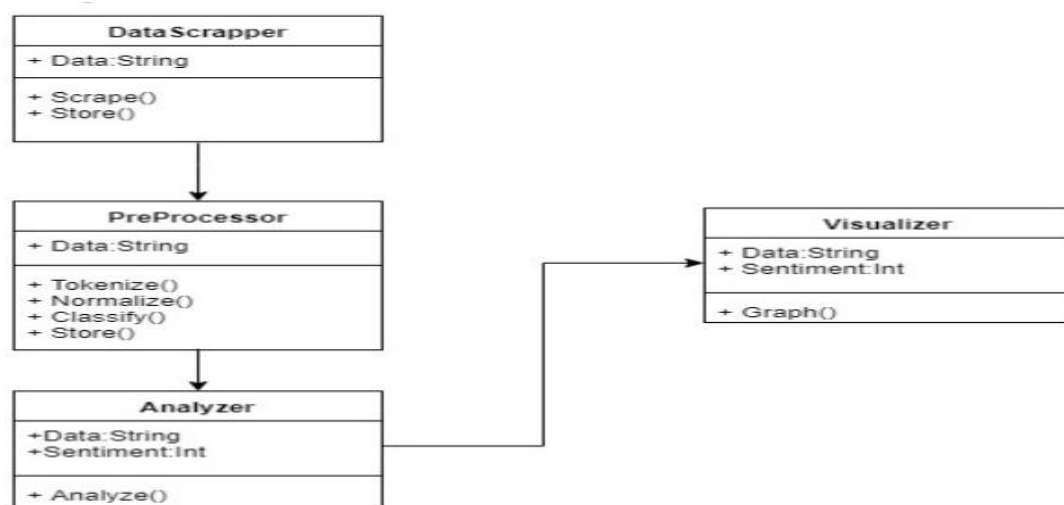 DataScrapper
+ Data:String
+ Scrape()
+ Store()
PreProcessor
+ Data:String
+ Tokenize()
+ Normalize()
+ Classify()
+ Store()
Analyzer
+Data:String
+Sentiment:Int
+ Analyze()
Visualizer
+ Data:String
+ Sentiment:Int
+ Graph()